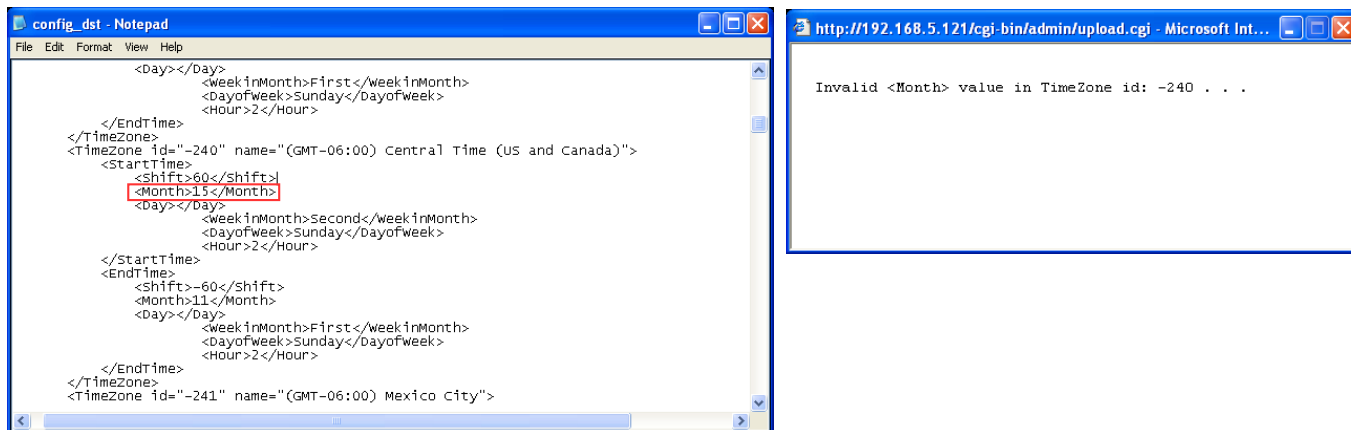 config_dst - Notepad
File Edit Format View Help
<Day></Day>
<WeekinMonth>First</WeekinMonth>
<DayofWeek>Sunday</DayofWeek>
<Hour>2</Hour>
</EndTime>
</TimeZone>
<TimeZone id="-240" name="(GMT-06:00) Central Time (US and Canada)">
<StartTime>
<Shift>60</Shift>
<Month>15</Month>
<Day></Day>
<WeekinMonth>Second</WeekinMonth>
<DayofWeek>Sunday</DayofWeek>
<Hour>2</Hour>
</StartTime>
<EndTime>
<Shift>-60</Shift>
<Month>11</Month>
<Day></Day>
<WeekinMonth>First</WeekinMonth>
<DayofWeek>Sunday</DayofWeek>
<Hour>2</Hour>
</EndTime>
</TimeZone>
<TimeZone id="-241" name="(GMT-06:00) Mexico City">
http://192.168.5.121/cgi-bin/admin/upload.cgi - Microsoft Int...
Invalid <Month> value in TimeZone id: -240 . . .